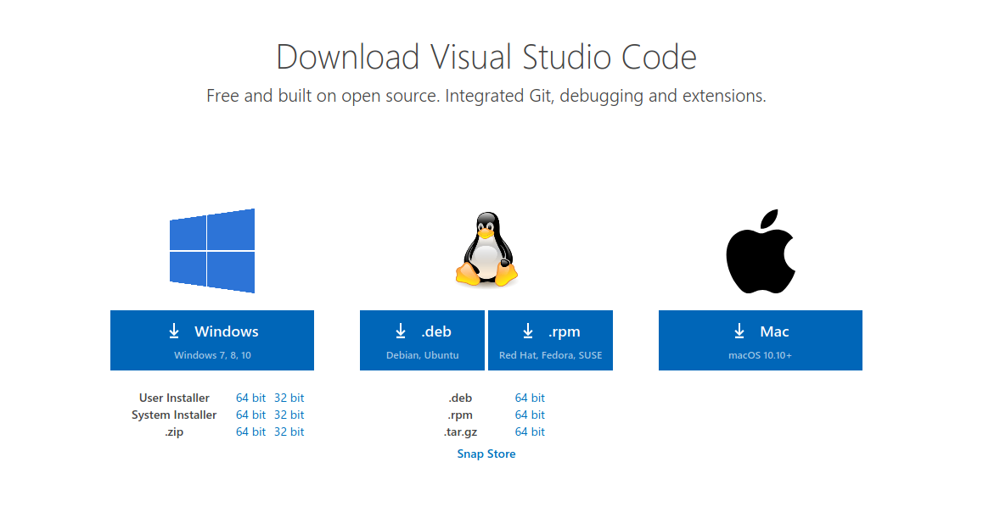 Download Visual Studio Code
Free and built on open source. Integrated Git, debugging and extensions.
Windows
Windows 7, 8, 10
User Installer 64 bit 32 bit
System Installer 64 bit 32 bit
.zip 64 bit 32 bit
.deb
Debian, Ubuntu
.rpm
Red Hat, Fedora, SUSE
.deb 64 bit
.rpm 64 bit
.tar.gz 64 bit
Snap Store
Mac
macOS 10.10+